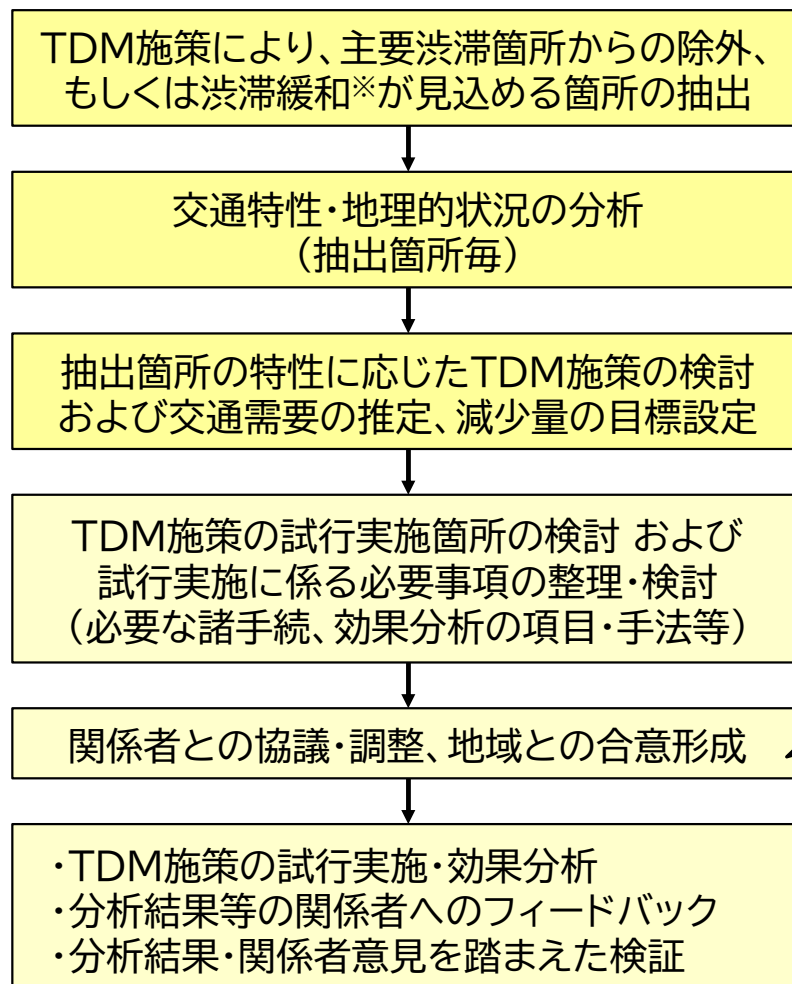 TDM施策により、主要渋滞箇所からの除外、
もしくは渋滞緩和※が見込める箇所の抽出
交通特性・地理的状況の分析
（抽出箇所毎）
抽出箇所の特性に応じたTDM施策の検討
および交通需要の推定、減少量の目標設定
TDM施策の試行実施箇所の検討 および
試行実施に係る必要事項の整理・検討
（必要な諸手続、効果分析の項目・手法等）
関係者との協議・調整、地域との合意形成
・TDM施策の試行実施・効果分析
・分析結果等の関係者へのフィードバック
・分析結果・関係者意見を踏まえた検証